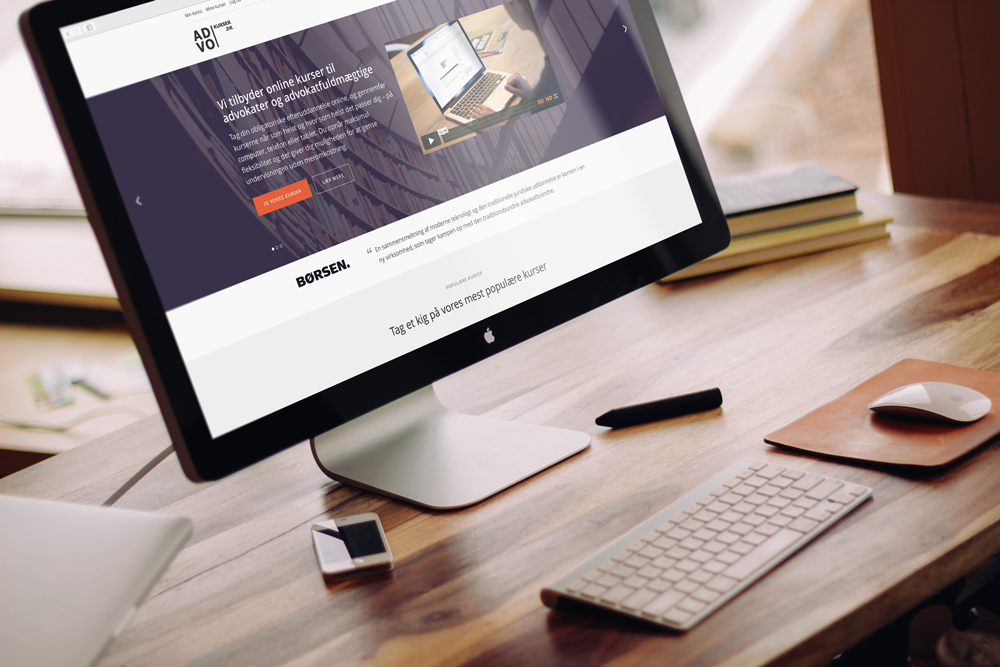 Min konto Mine kurser Log ud
AD
VO
KURSER
.DK
Vi tilbyder online kurser til
advokater og advokatfuldmægtige
Tag din obligatoriske efteruddannelse online, og gennemfør
kurserne når som helst og hvor som helst det passer dig - på
computer, telefon eller tablet. Du opnår maksimal
fleksibilitet og det giver dig muligheden for at gense
undervisningen uden meromkostning.
SE VORES KURSER
LÆR MERE
HD
BØRSEN.
“ En sammensmeltning af moderne teknologi og den traditionelle juridiske uddannelse er kernen i en
ny virksomhed, som tager kampen op med den traditionsbundne advokatbranche.
POPULÆRE KURSER
Tag et kig på vores mest populære kurser